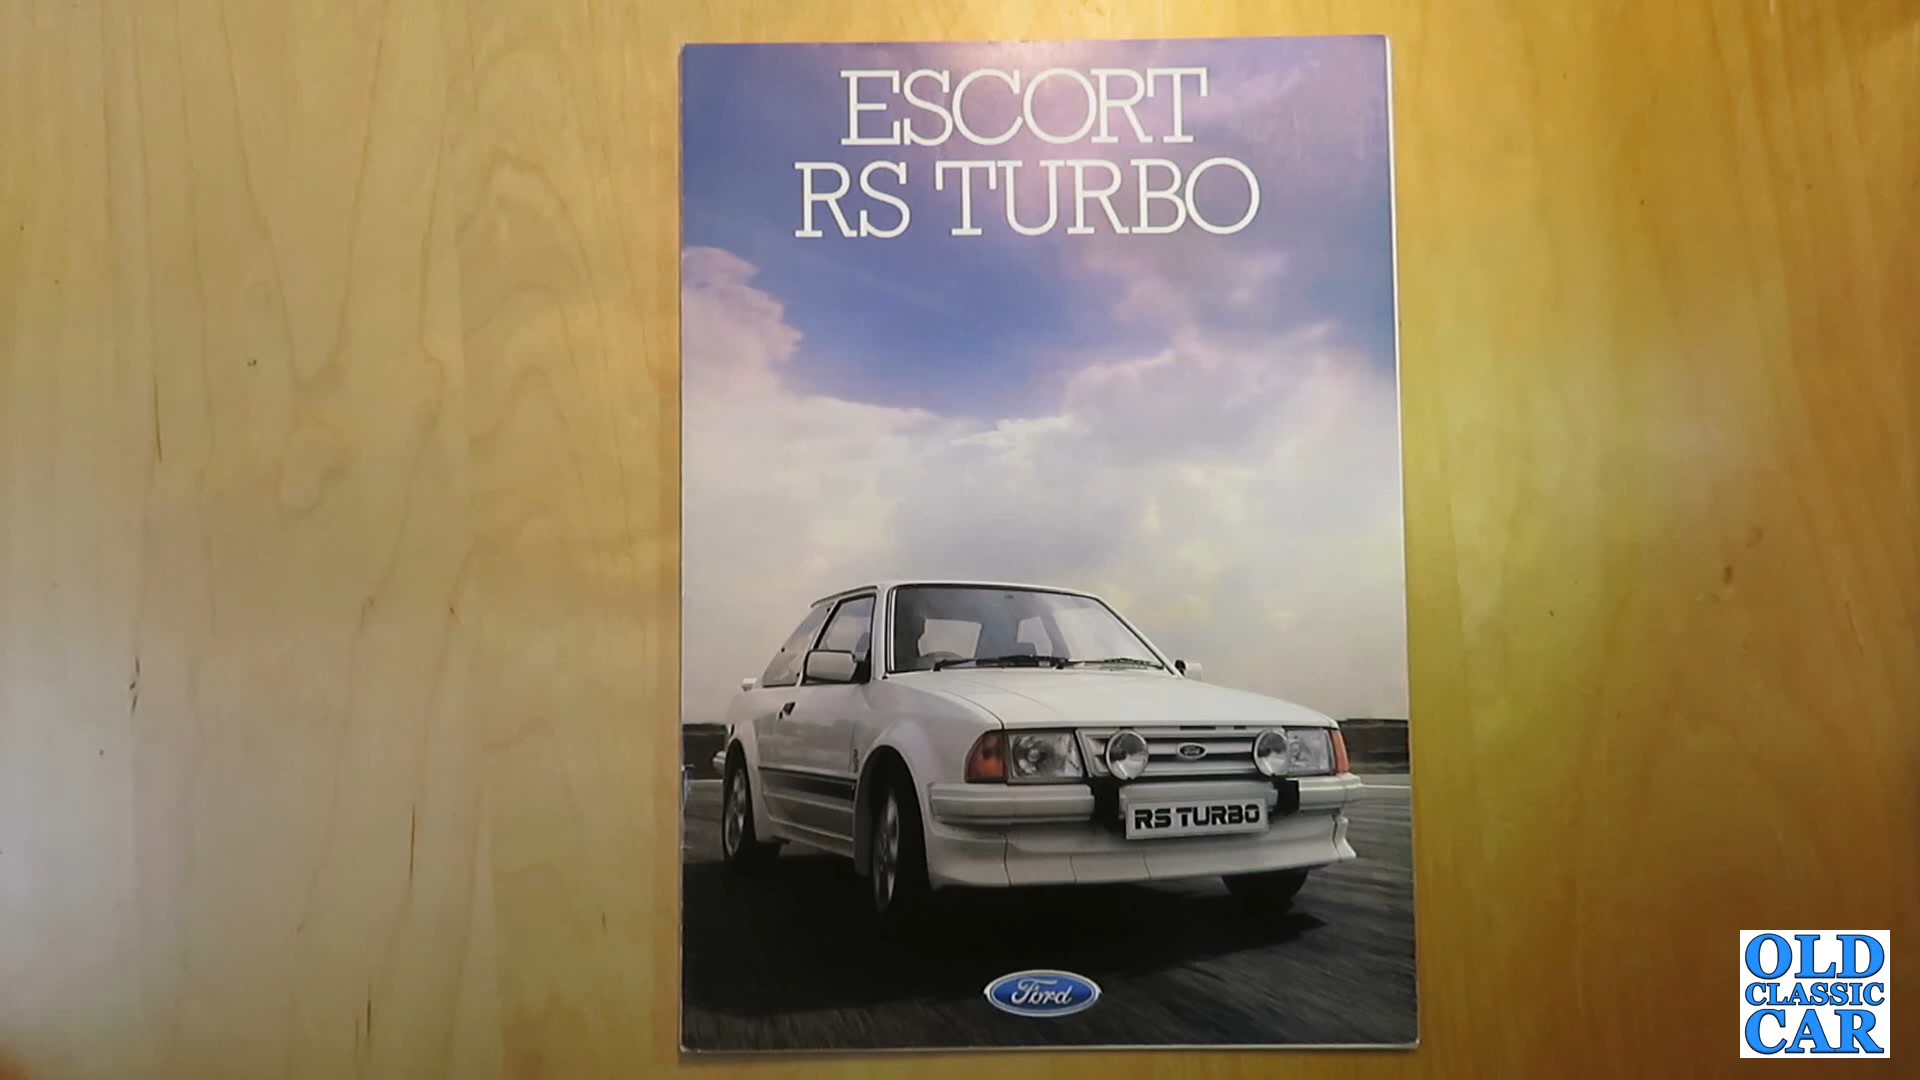 ESCORT
RS TURBO
Ford
RS TURBO
Ford
OLD
CLASSIC
CAR